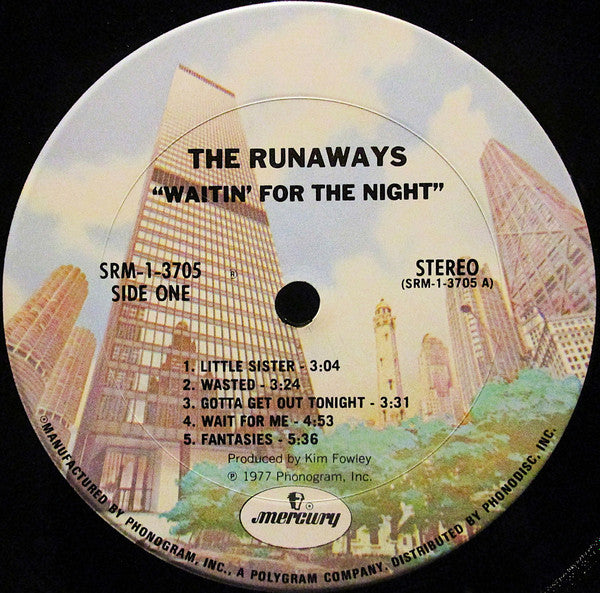 THE RUNAWAYS
“WAITIN’ FOR THE NIGHT”
SRM-1-3705 ®
SIDE ONE
STEREO
(SRM-1-3705 A)
1. LITTLE SISTER - 3:04
2. WASTED - 3:24
3. GOTTA GET OUT TONIGHT - 3:31
4. WAIT FOR ME - 4:53
5. FANTASIES - 5:36
Produced by Kim Fowley
℗ 1977 Phonogram, Inc.
mercury
MANUFACTURED BY PHONOGRAM, INC., A POLYGRAM COMPANY, DISTRIBUTED BY PHONODISC, INC.